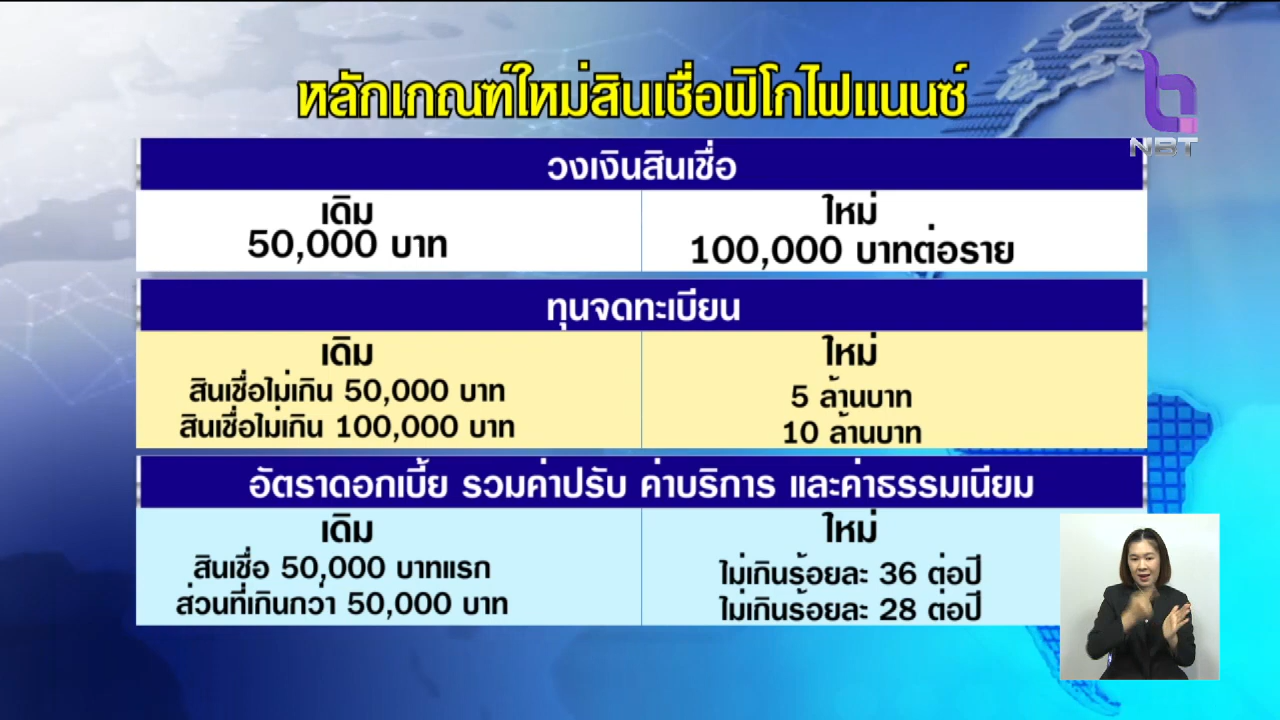 หลักเกณฑ์ใหม่สินเชื่อพิโกไฟแนนซ์
NBT
วงเงินสินเชื่อ
เดิม
50,000 บาท
ใหม่
100,000 บาทต่อราย
ทุนจดทะเบียน
เดิม
สินเชื่อไม่เกิน 50,000 บาท
สินเชื่อไม่เกิน 100,000 บาท
ใหม่
5 ล้านบาท
10 ล้านบาท
อัตราดอกเบี้ย รวมค่าปรับ ค่าบริการ และค่าธรรมเนียม
เดิม
สินเชื่อ 50,000 บาทแรก
ส่วนที่เกินกว่า 50,000 บาท
ใหม่
ไม่เกินร้อยละ 36 ต่อปี
ไม่เกินร้อยละ 28 ต่อปี